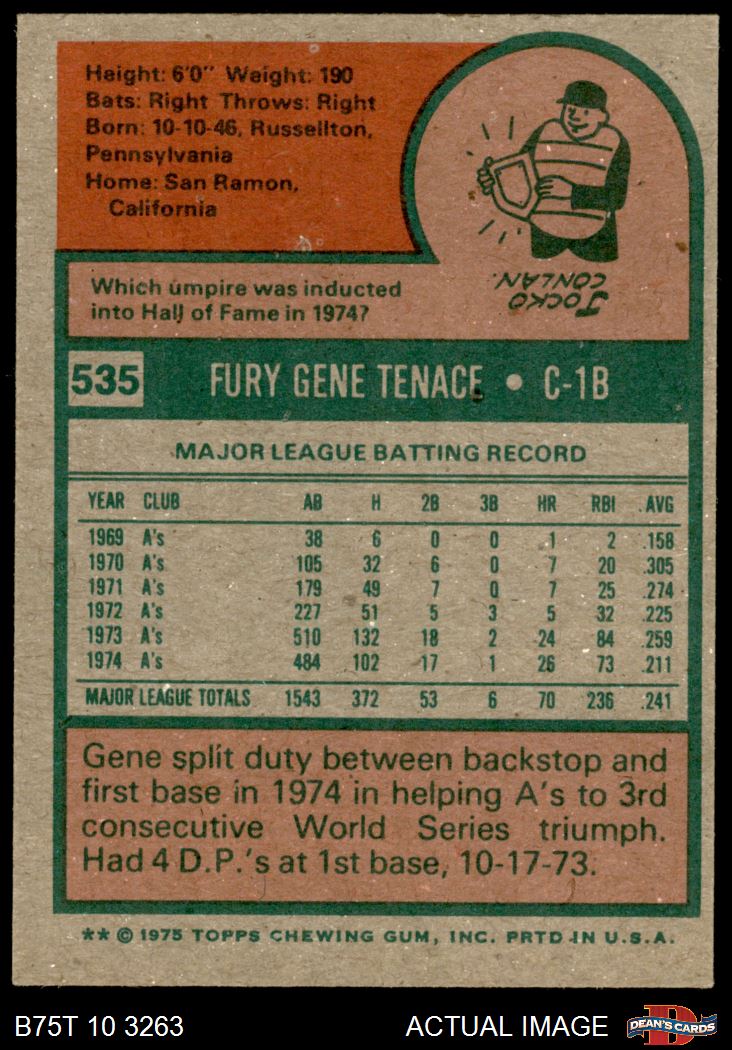 Height: 6'0" Weight: 190
Bats: Right Throws: Right
Born: 10-10-46, Russellton,
Pennsylvania
Home: San Ramon,
California
Which umpire was inducted
into Hall of Fame in 1974?
JOCKO
CONLAN.
535 FURY GENE TENACE • C-1B
MAJOR LEAGUE BATTING RECORD
YEAR CLUB AB H 2B 3B HR RBI AVG
1969 A's 38 6 0 0 1 2 .158
1970 A's 105 32 6 0 7 20 .305
1971 A's 179 49 7 0 7 25 .274
1972 A's 227 51 5 3 5 32 .225
1973 A's 510 132 18 2 24 84 .259
1974 A's 484 102 17 1 26 73 .211
MAJOR LEAGUE TOTALS 1543 372 53 6 70 236 .241
Gene split duty between backstop and
first base in 1974 in helping A's to 3rd
consecutive World Series triumph.
Had 4 D.P.'s at 1st base, 10-17-73.
** © 1975 TOPPS CHEWING GUM, INC. PRTD IN U.S.A.
B75T 10 3263 ACTUAL IMAGE D DEAN'S CARDS